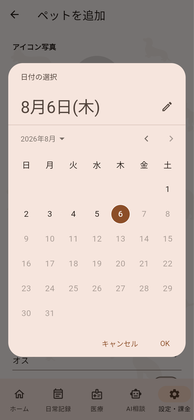 ペットを追加
アイコン写真
日付の選択
8月6日(木)
2026年8月
日 月 火 水 木 金 土
1
2 3 4 5 6 7 8
9 10 11 12 13 14 15
16 17 18 19 20 21 22
23 24 25 26 27 28 29
30 31
キャンセル OK
オス
ホーム 日常記録 医療 AI相談 設定・課金